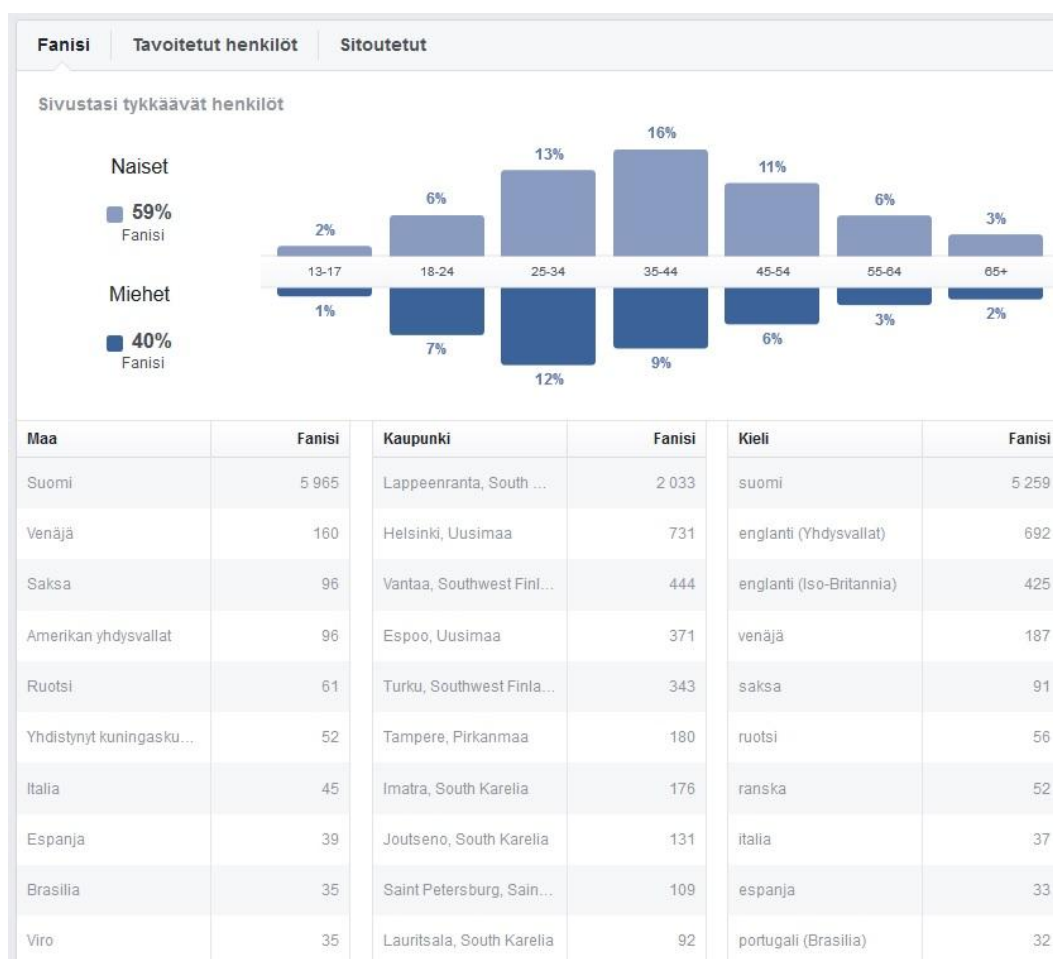 Fanisi Tavoitetut henkilöt Sitoutetut
Sivustasi tykkäävät henkilöt
Naiset
59%
Fanisi
2% 6% 13% 16% 11% 6% 3%
13-17 18-24 25-34 35-44 45-54 55-64 65+
Miehet
40%
Fanisi
1% 7% 12% 9% 6% 3% 2%
Maa Fanisi Kaupunki Fanisi Kieli Fanisi
Suomi 5 965 Lappeenranta, South ... 2 033 suomi 5 259
Venäjä 160 Helsinki, Uusimaa 731 englanti (Yhdysvallat) 692
Saksa 96 Vantaa, Southwest Finl... 444 englanti (Iso-Britannia) 425
Amerikan yhdysvallat 96 Espoo, Uusimaa 371 venäjä 187
Ruotsi 61 Turku, Southwest Finla... 343 saksa 91
Yhdistynyt kuningasku... 52 Tampere, Pirkanmaa 180 ruotsi 56
Italia 45 Imatra, South Karelia 176 ranska 52
Espanja 39 Joutseno, South Karelia 131 italia 37
Brasilia 35 Saint Petersburg, Sain... 109 espanja 33
Viro 35 Lauritsala, South Karelia 92 portugali (Brasilia) 32